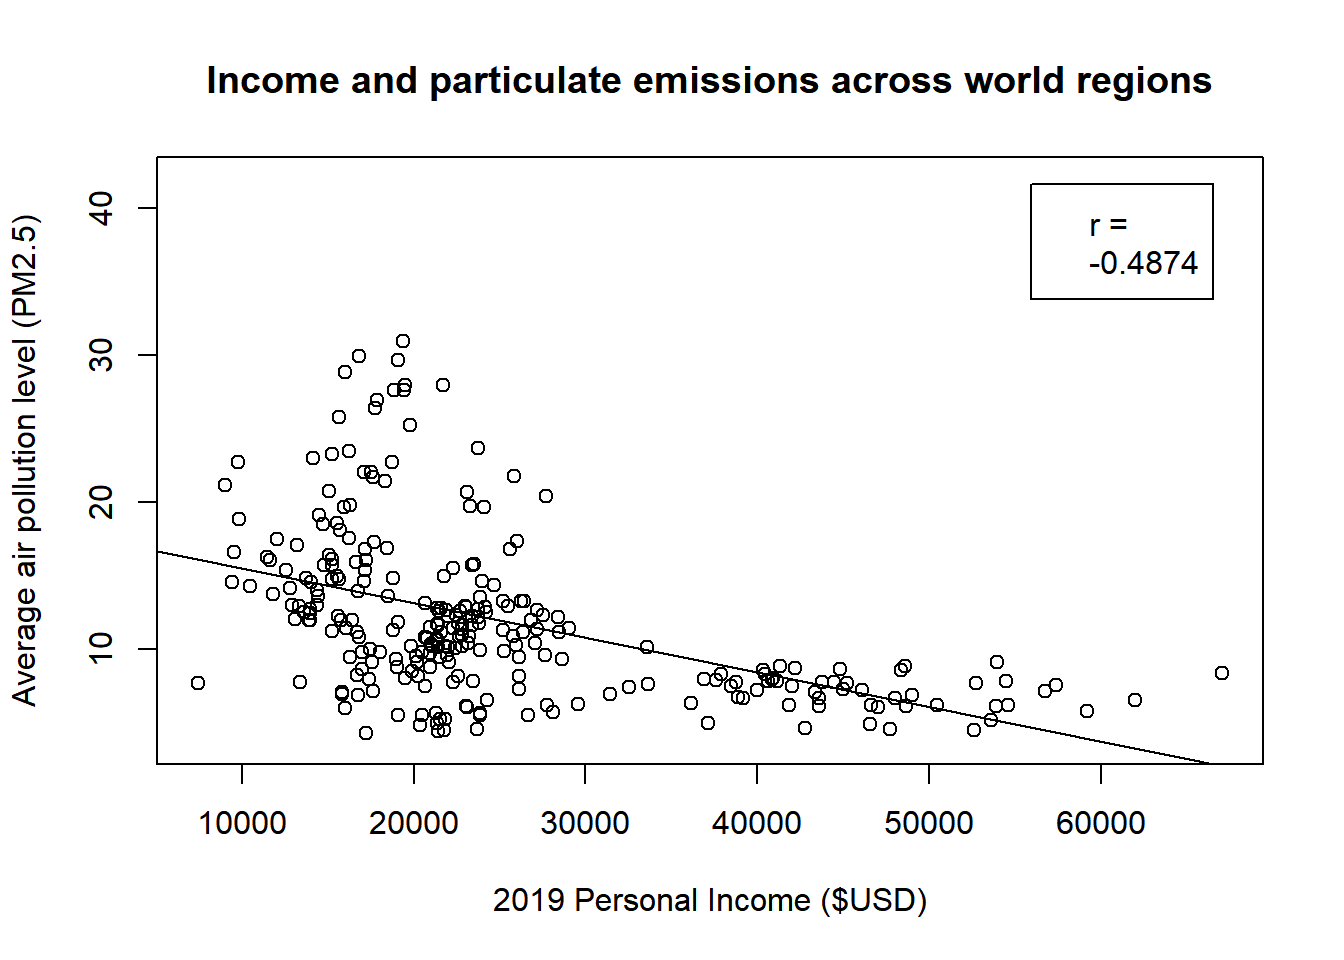 Income and particulate emissions across world regions
r =
-0.4874
Average air pollution level (PM2.5)
40
30
20
10
10000 20000 30000 40000 50000 60000
2019 Personal Income ($USD)